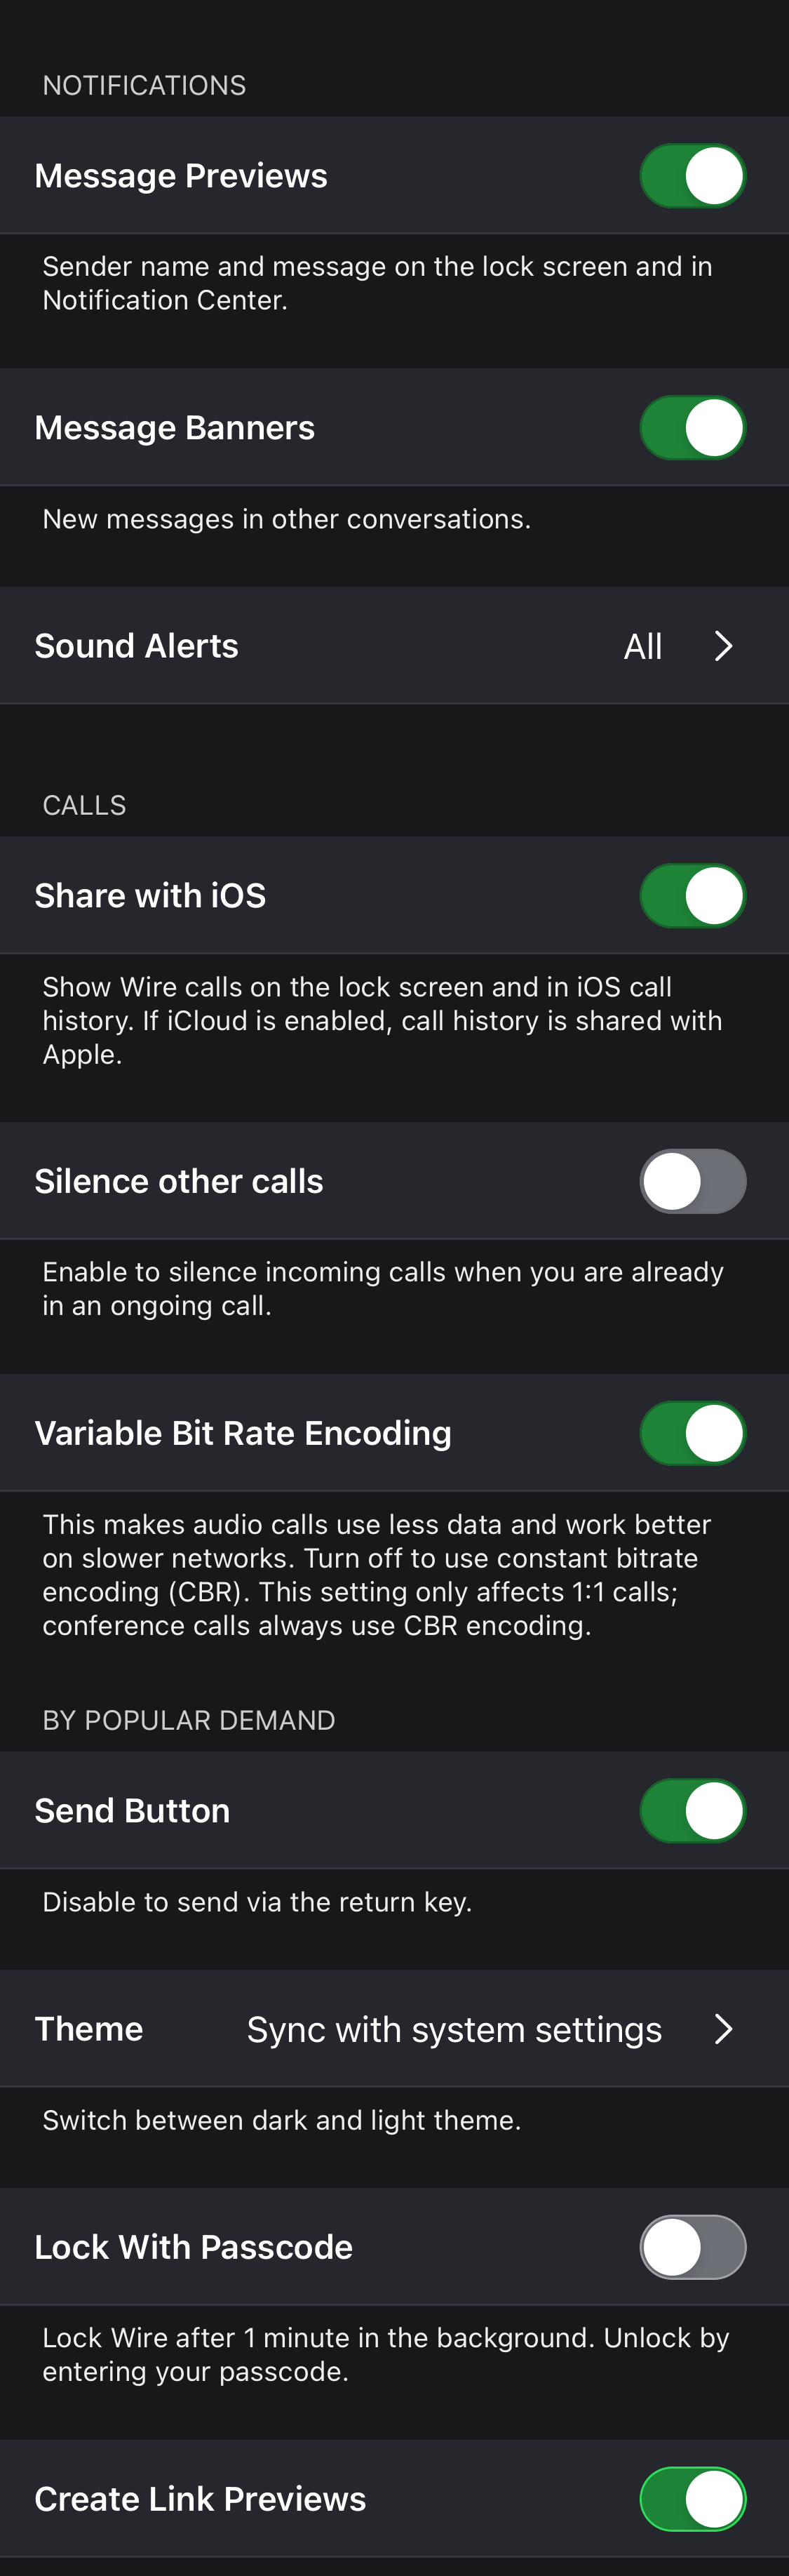 NOTIFICATIONS
Message Previews
Sender name and message on the lock screen and in
Notification Center.
Message Banners
New messages in other conversations.
Sound Alerts All
CALLS
Share with iOS
Show Wire calls on the lock screen and in iOS call
history. If iCloud is enabled, call history is shared with
Apple.
Silence other calls
Enable to silence incoming calls when you are already
in an ongoing call.
Variable Bit Rate Encoding
This makes audio calls use less data and work better
on slower networks. Turn off to use constant bitrate
encoding (CBR). This setting only affects 1:1 calls;
conference calls always use CBR encoding.
BY POPULAR DEMAND
Send Button
Disable to send via the return key.
Theme Sync with system settings
Switch between dark and light theme.
Lock With Passcode
Lock Wire after 1 minute in the background. Unlock by
entering your passcode.
Create Link Previews